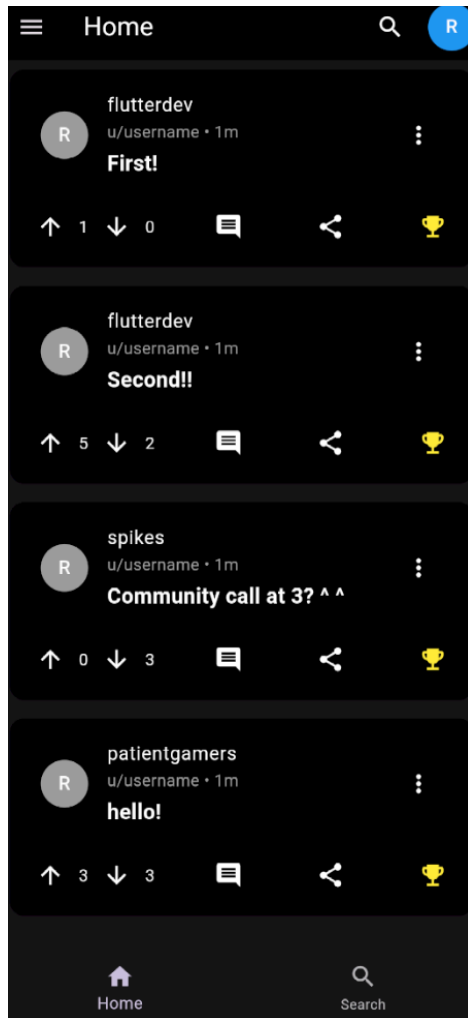 Home
R
flutterdev
R
u/username • 1m
First!
1
0
flutterdev
R
u/username • 1m
Second!!
5
2
spikes
R
u/username • 1m
Community call at 3? ^ ^
0
3
patientgamers
R
u/username • 1m
hello!
3
3
Home
Search